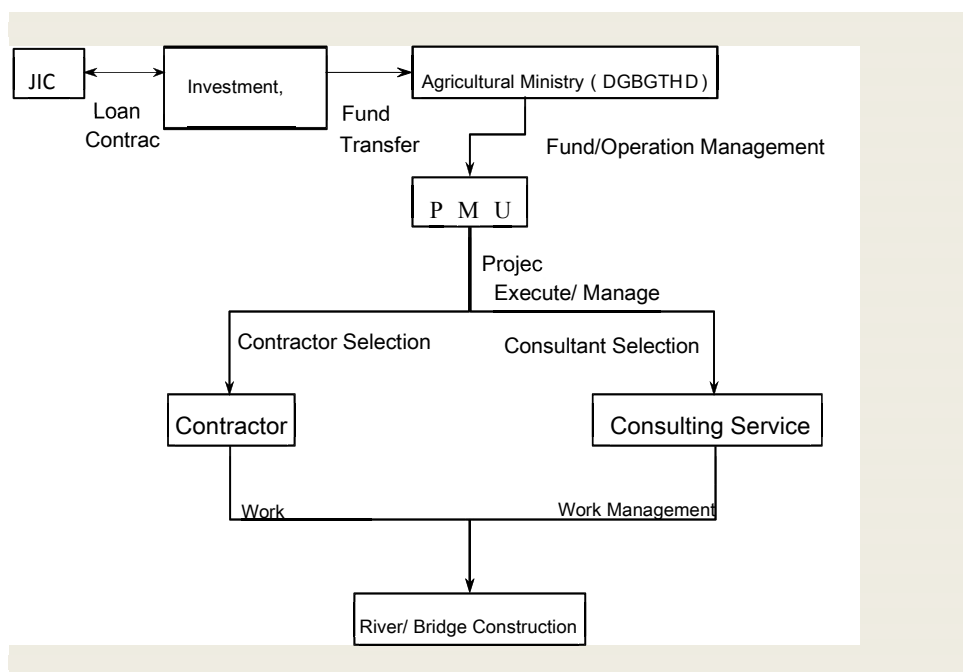 JIC
Investment,
Agricultural Ministry ( DGBGTHD)
Loan
Contrac
Fund
Transfer
Fund/Operation Management
P M U
Projec
Execute/ Manage
Contractor Selection
Consultant Selection
Contractor
Consulting Service
Work
Work Management
River/ Bridge Construction